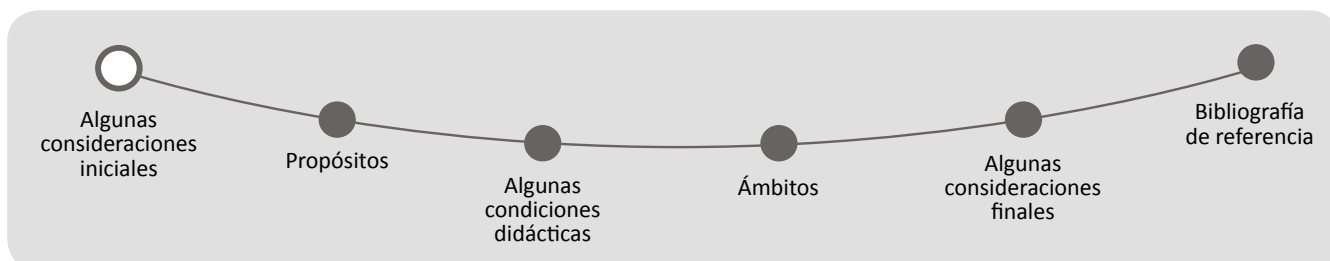 Algunas
consideraciones
iniciales
Propósitos
Algunas
condiciones
didácticas
Ámbitos
Algunas
consideraciones
finales
Bibliografía
de referencia